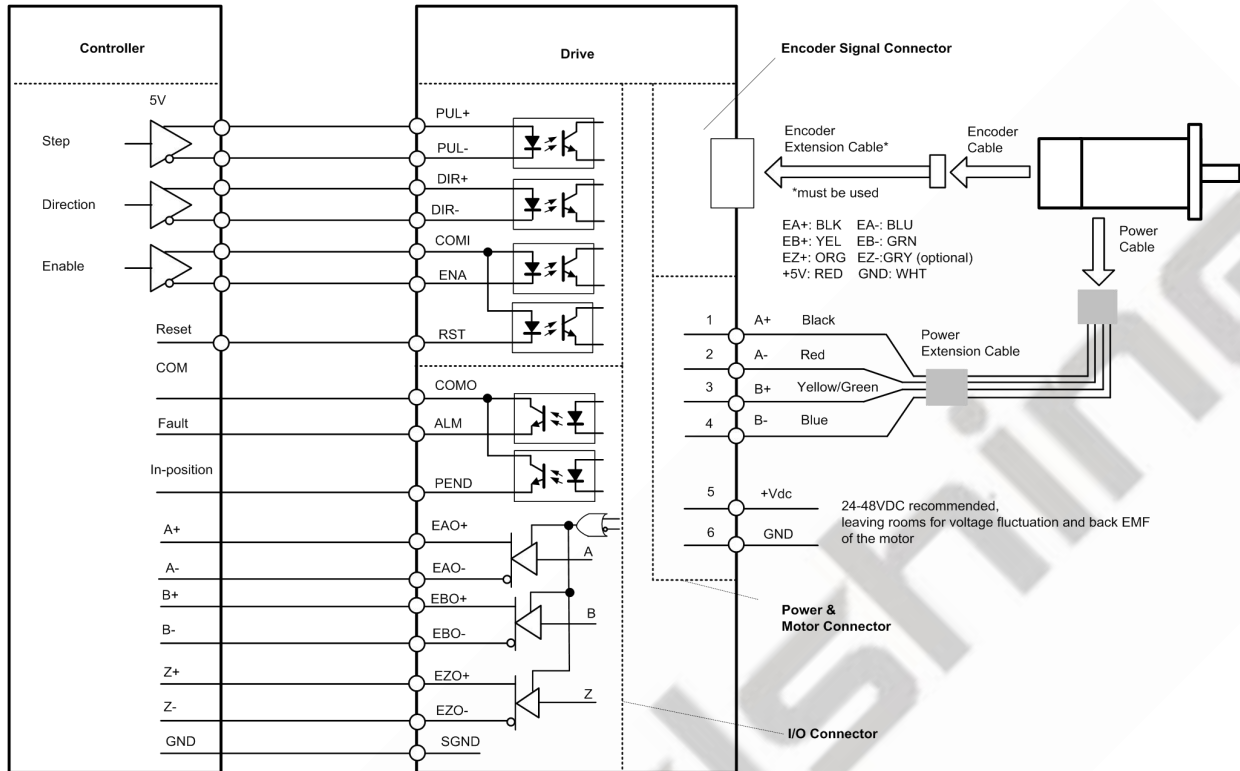 Controller
5V
Step
Direction
Enable
Reset
COM
Fault
In-position
A+
A-
B+
B-
Z+
Z-
GND
Drive
PUL+
PUL-
DIR+
DIR-
COMI
ENA
RST
COMO
ALM
PEND
EAO+
EAO-
EBO+
EBO-
EZO+
EZO-
SGND
A
B
Z
Encoder Signal Connector
Encoder
Extension Cable*
*must be used
Encoder
Cable
EA+: BLK EA-: BLU
EB+: YEL EB-: GRN
EZ+: ORG EZ-:GRY (optional)
+5V: RED GND: WHT
Power
Cable
1 A+ Black
2 A- Red
3 B+ Yellow/Green
4 B- Blue
Power
Extension Cable
5 +Vdc
6 GND
24-48VDC recommended,
leaving rooms for voltage fluctuation and back EMF
of the motor
Power &
Motor Connector
I/O Connector